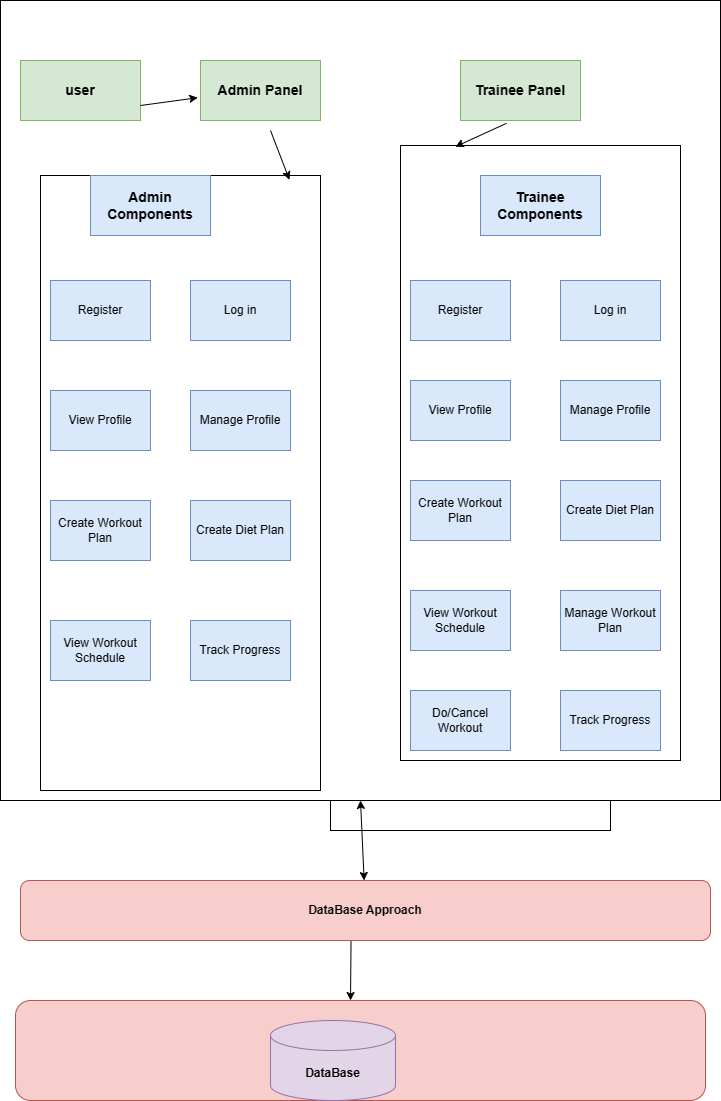 user
Admin Panel
Trainee Panel
Admin
Components
Register
Log in
View Profile
Manage Profile
Create Workout
Plan
Create Diet Plan
View Workout
Schedule
Track Progress
Trainee
Components
Register
Log in
View Profile
Manage Profile
Create Workout
Plan
Create Diet Plan
View Workout
Schedule
Manage Workout
Plan
Do/Cancel
Workout
Track Progress
DataBase Approach
DataBase